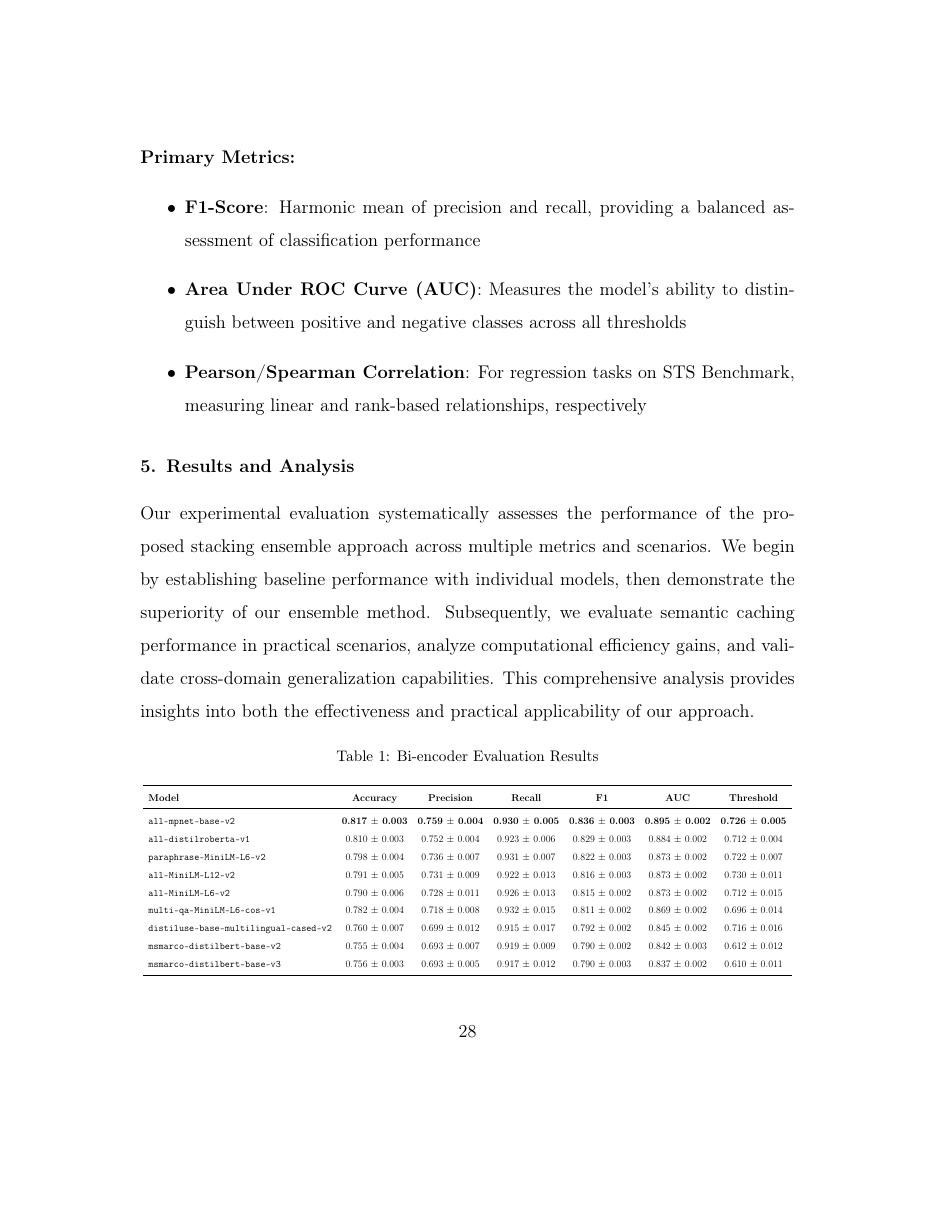 Primary Metrics:
• F1-Score: Harmonic mean of precision and recall, providing a balanced as-
sessment of classification performance
• Area Under ROC Curve (AUC): Measures the model's ability to distin-
guish between positive and negative classes across all thresholds
• Pearson/Spearman Correlation: For regression tasks on STS Benchmark,
measuring linear and rank-based relationships, respectively
5. Results and Analysis
Our experimental evaluation systematically assesses the performance of the pro-
posed stacking ensemble approach across multiple metrics and scenarios. We begin
by establishing baseline performance with individual models, then demonstrate the
superiority of our ensemble method. Subsequently, we evaluate semantic caching
performance in practical scenarios, analyze computational efficiency gains, and vali-
date cross-domain generalization capabilities. This comprehensive analysis provides
insights into both the effectiveness and practical applicability of our approach.
Table 1: Bi-encoder Evaluation Results
Model Accuracy Precision Recall F1 AUC Threshold
all-mpnet-base-v2 0.817 ± 0.003 0.759 ± 0.004 0.930 ± 0.005 0.836 ± 0.003 0.895 ± 0.002 0.726 ± 0.005
all-distilroberta-v1 0.810 ± 0.003 0.752 ± 0.004 0.923 ± 0.006 0.829 ± 0.003 0.884 ± 0.002 0.712 ± 0.004
paraphrase-MiniLM-L6-v2 0.798 ± 0.004 0.736 ± 0.007 0.931 ± 0.007 0.822 ± 0.003 0.873 ± 0.002 0.722 ± 0.007
all-MiniLM-L12-v2 0.791 ± 0.005 0.731 ± 0.009 0.922 ± 0.013 0.816 ± 0.003 0.873 ± 0.002 0.730 ± 0.011
all-MiniLM-L6-v2 0.790 ± 0.006 0.728 ± 0.011 0.926 ± 0.013 0.815 ± 0.002 0.873 ± 0.002 0.712 ± 0.015
multi-qa-MiniLM-L6-cos-v1 0.782 ± 0.004 0.718 ± 0.008 0.932 ± 0.015 0.811 ± 0.002 0.869 ± 0.002 0.696 ± 0.014
distiluse-base-multilingual-cased-v2 0.760 ± 0.007 0.699 ± 0.012 0.915 ± 0.017 0.792 ± 0.002 0.845 ± 0.002 0.716 ± 0.016
msmarco-distilbert-base-v2 0.755 ± 0.004 0.693 ± 0.007 0.919 ± 0.009 0.790 ± 0.002 0.842 ± 0.003 0.612 ± 0.012
msmarco-distilbert-base-v3 0.756 ± 0.003 0.693 ± 0.005 0.917 ± 0.012 0.790 ± 0.003 0.837 ± 0.002 0.610 ± 0.011
28